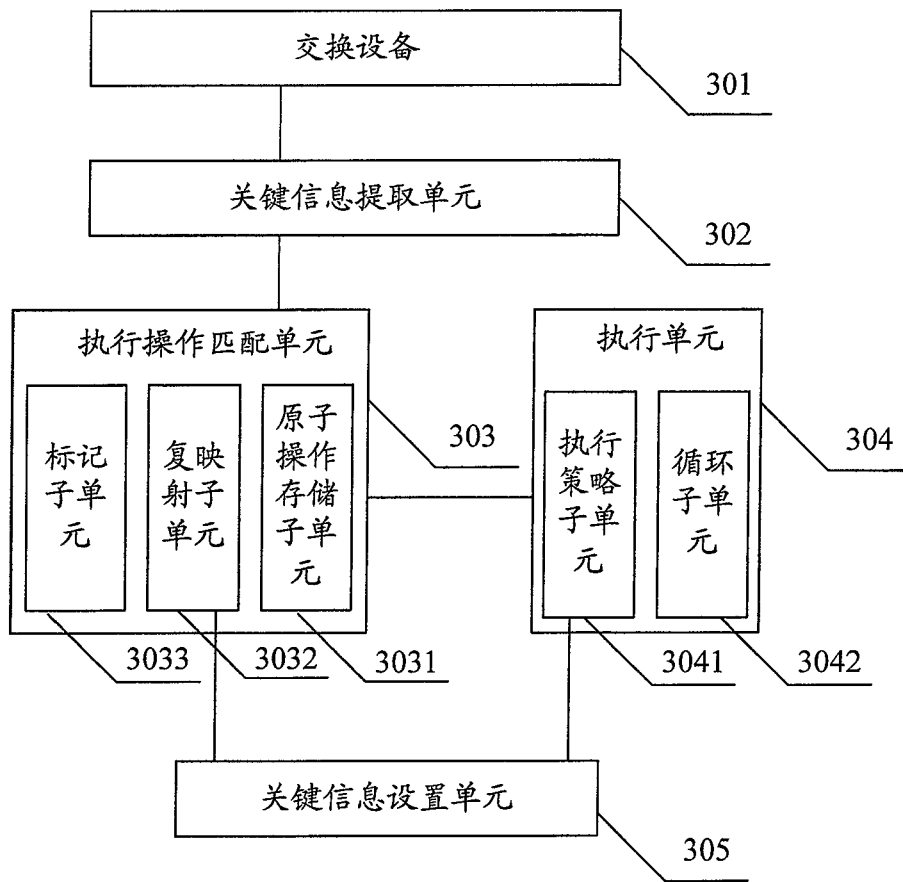 交换设备
301
关键信息提取单元
302
执行操作匹配单元
标记
子单
元
复映
射子
单元
原子
操作
存储
子单
元
303
执行单元
执行
策略
子单
元
循环
子单
元
304
3033
3032
3031
3041
3042
关键信息设置单元
305